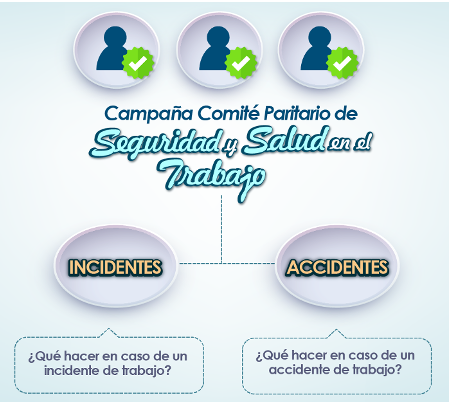 Campaña Comité Paritario de
Seguridad y Salud en el
Trabajo
INCIDENTES
ACCIDENTES
¿Qué hacer en caso de un
incidente de trabajo?
¿Qué hacer en caso de un
accidente de trabajo?